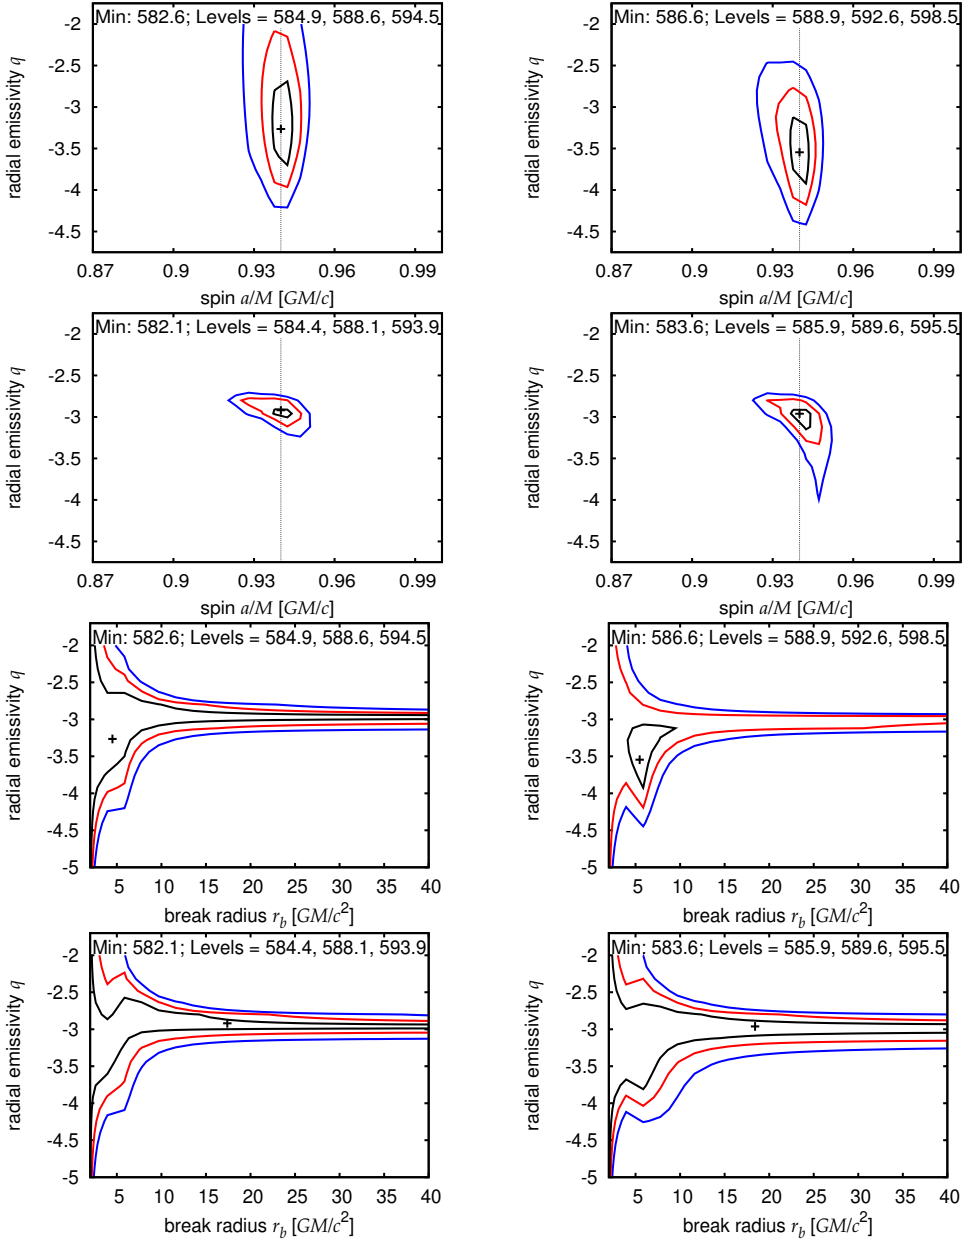 Min: 582.6; Levels = 584.9, 588.6, 594.5
-2
-2.5
-3
-3.5
-4
-4.5
radial emissivity q
0.87 0.9 0.93 0.96 0.99
spin a/M [GM/c]
Min: 586.6; Levels = 588.9, 592.6, 598.5
-2
-2.5
-3
-3.5
-4
-4.5
radial emissivity q
0.87 0.9 0.93 0.96 0.99
spin a/M [GM/c]
Min: 582.1; Levels = 584.4, 588.1, 593.9
-2
-2.5
-3
-3.5
-4
-4.5
radial emissivity q
0.87 0.9 0.93 0.96 0.99
spin a/M [GM/c]
Min: 583.6; Levels = 585.9, 589.6, 595.5
-2
-2.5
-3
-3.5
-4
-4.5
radial emissivity q
0.87 0.9 0.93 0.96 0.99
spin a/M [GM/c]
Min: 582.6; Levels = 584.9, 588.6, 594.5
-2
-2.5
-3
-3.5
-4
-4.5
-5
radial emissivity q
5 10 15 20 25 30 35 40
break radius r_b [GM/c²]
Min: 586.6; Levels = 588.9, 592.6, 598.5
-2
-2.5
-3
-3.5
-4
-4.5
-5
radial emissivity q
5 10 15 20 25 30 35 40
break radius r_b [GM/c²]
Min: 582.1; Levels = 584.4, 588.1, 593.9
-2
-2.5
-3
-3.5
-4
-4.5
-5
radial emissivity q
5 10 15 20 25 30 35 40
break radius r_b [GM/c²]
Min: 583.6; Levels = 585.9, 589.6, 595.5
-2
-2.5
-3
-3.5
-4
-4.5
-5
radial emissivity q
5 10 15 20 25 30 35 40
break radius r_b [GM/c²]